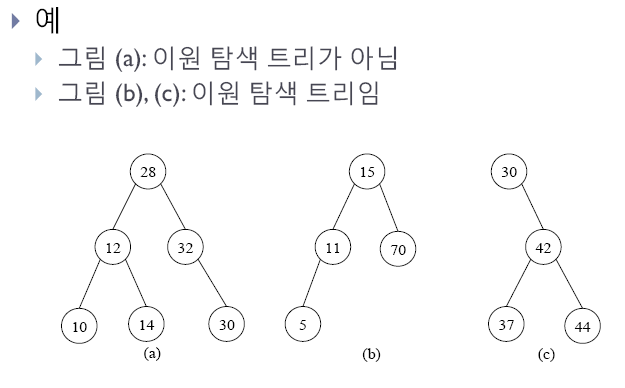 예
그림 (a): 이원 탐색 트리가 아님
그림 (b), (c): 이원 탐색 트리임
28 15 30
12 32 11 70 42
10 14 30 5 37 44
(a) (b) (c)